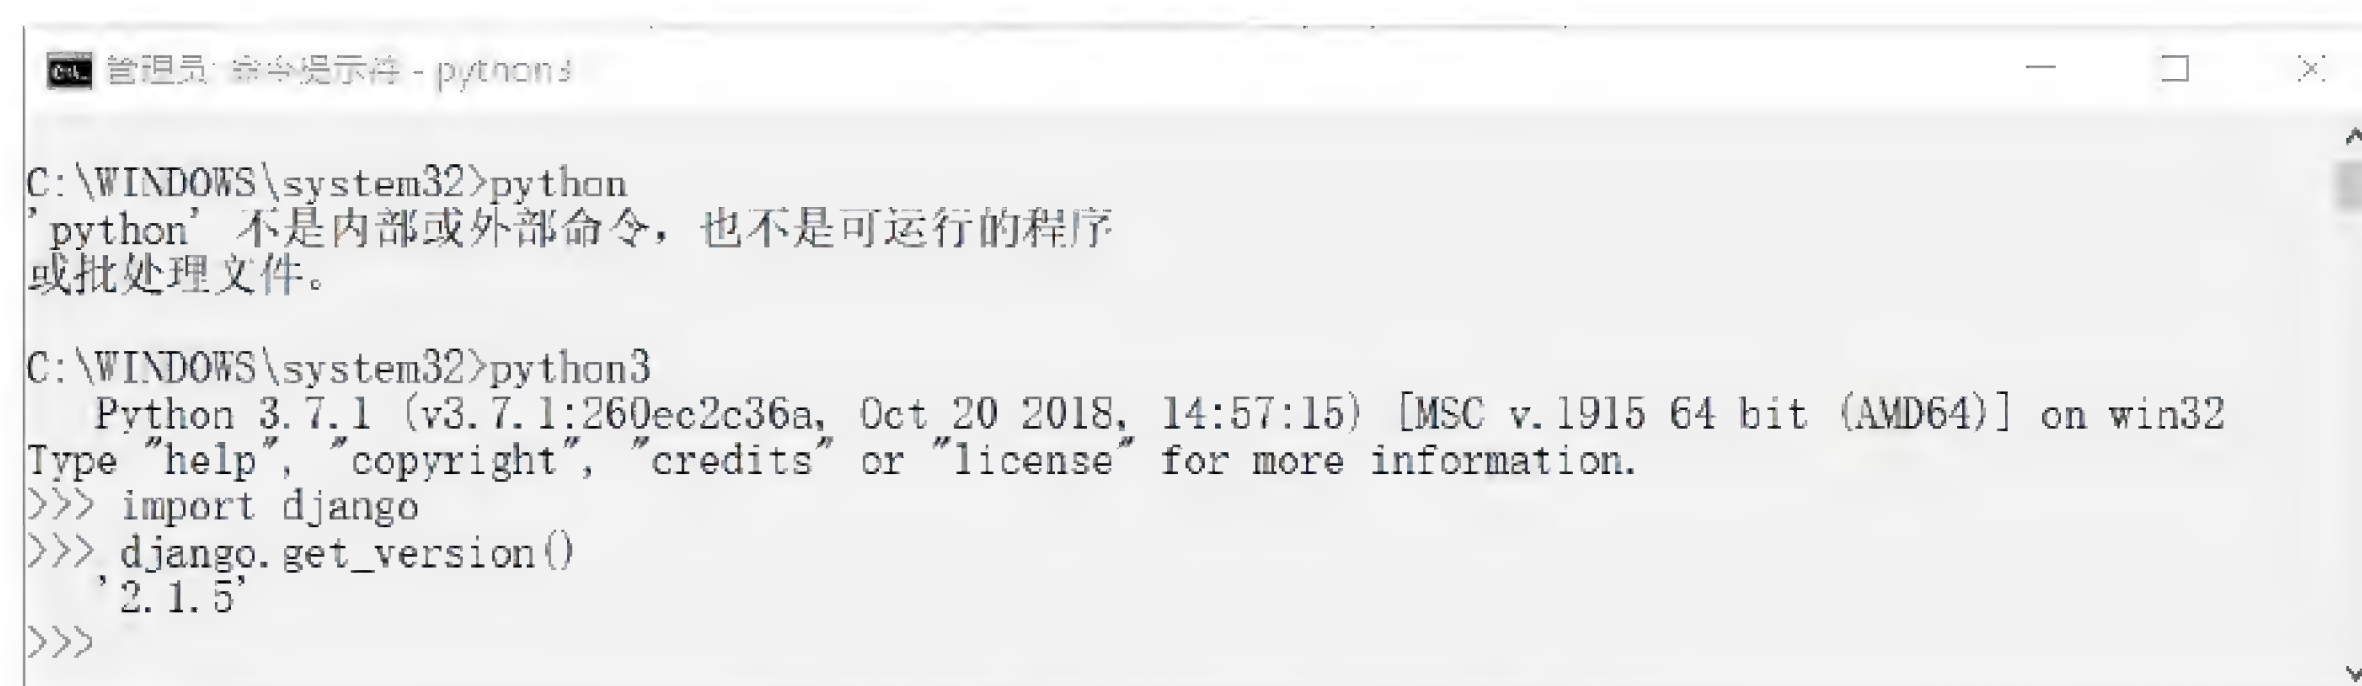 管理员: 命令提示符 - python3
C:\WINDOWS\system32>python
'python' 不是内部或外部命令，也不是可运行的程序
或批处理文件。
C:\WINDOWS\system32>python3
Python 3.7.1 (v3.7.1:260ec2c36a, Oct 20 2018, 14:57:15) [MSC v.1915 64 bit (AMD64)] on win32
Type "help", "copyright", "credits" or "license" for more information.
>>> import django
>>> django.get_version()
'2.1.5'
>>>